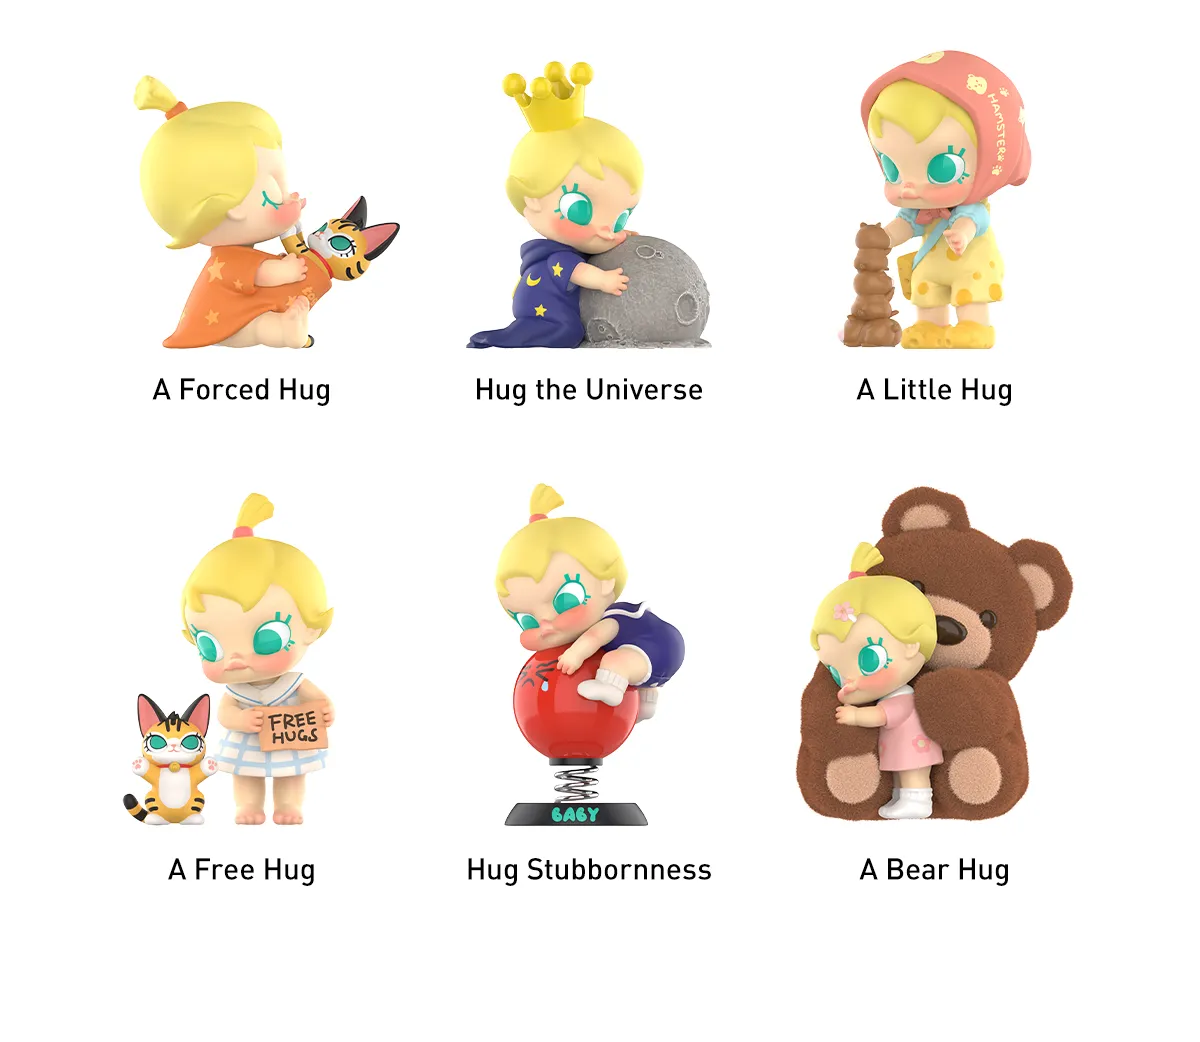 HAMSTER
A Forced Hug
Hug the Universe
A Little Hug
FREE
HUGS
BABY
A Free Hug
Hug Stubbornness
A Bear Hug